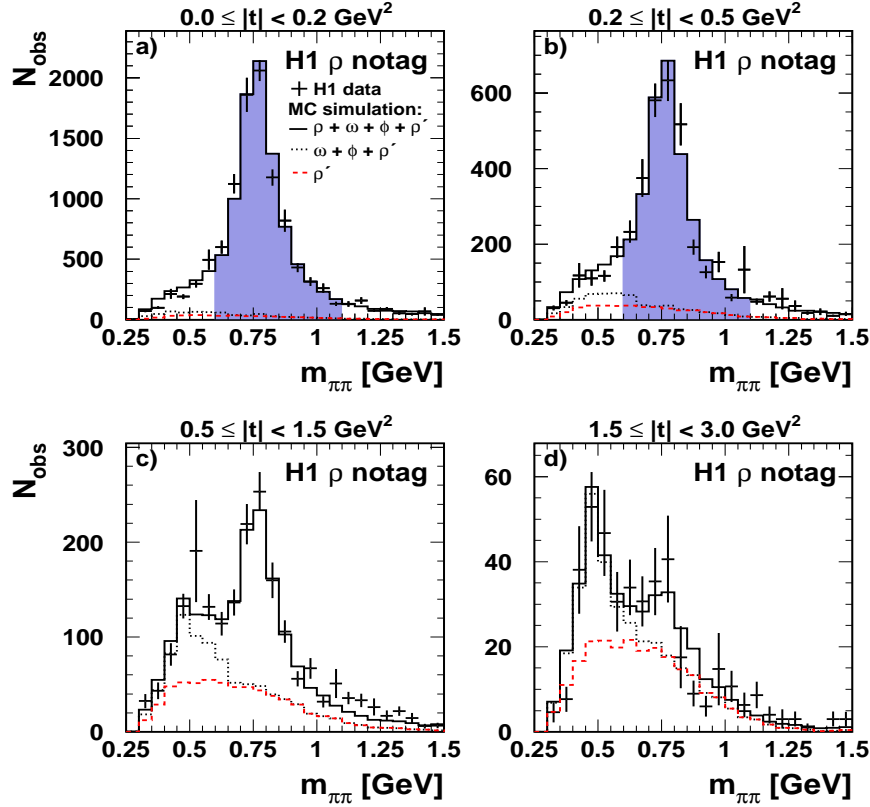 0.0 ≤ |t| < 0.2 GeV²
a)
N_obs
H1 ρ notag
H1 data
MC simulation:
ρ + ω + ϕ + ρ´
ω + ϕ + ρ´
ρ´
2000
1500
1000
500
0
0.25 0.5 0.75 1 1.25 1.5
m_ππ [GeV]
0.2 ≤ |t| < 0.5 GeV²
b)
H1 ρ notag
600
400
200
0
0.25 0.5 0.75 1 1.25 1.5
m_ππ [GeV]
0.5 ≤ |t| < 1.5 GeV²
c)
N_obs
H1 ρ notag
300
200
100
0
0.25 0.5 0.75 1 1.25 1.5
m_ππ [GeV]
1.5 ≤ |t| < 3.0 GeV²
d)
H1 ρ notag
60
40
20
0
0.25 0.5 0.75 1 1.25 1.5
m_ππ [GeV]